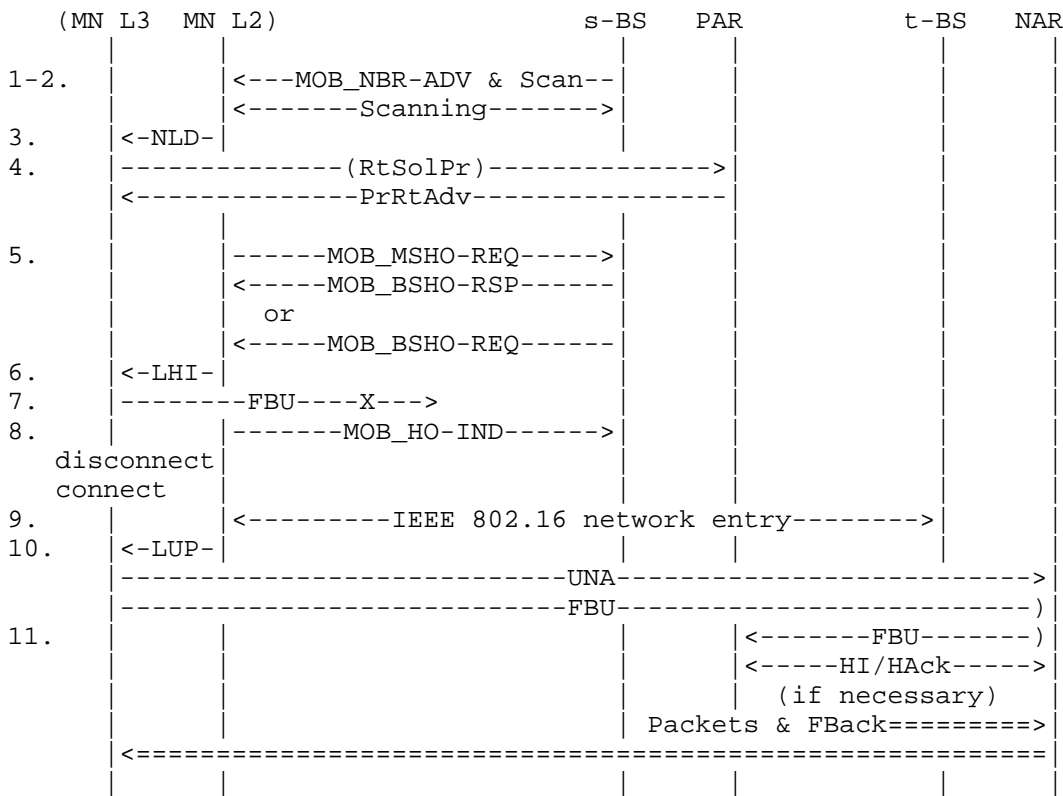 (MN L3  MN L2)                     s-BS    PAR             t-BS    NAR
1-2.    |      |<---MOB_NBR-ADV & Scan--|      |            |      |
        |      |<-------Scanning------->|      |            |      |
3.      |<-NLD-|                        |      |            |      |
4.      |--------------(RtSolPr)-------------->|            |      |
        |<--------------PrRtAdv----------------|            |      |
5.      |      |------MOB_MSHO-REQ----->|      |            |      |
        |      |<-----MOB_BSHO-RSP------|      |            |      |
        |      |  or                    |      |            |      |
        |      |<-----MOB_BSHO-REQ------|      |            |      |
6.      |<-LHI-|                        |      |            |      |
7.      |--------FBU----X--->           |      |            |      |
8.      |      |-------MOB_HO-IND------>|      |            |      |
   disconnect|                        |      |            |      |
   connect   |                        |      |            |      |
9.      |      |<---------IEEE 802.16 network entry-------->|      |
10.     |<-LUP-|                        |      |            |      |
        |----------------------------UNA-------------------------->|
        |----------------------------FBU--------------------------)|
11.     |      |                        |      |<-------FBU-------)|
        |      |                        |      |<-----HI/HAck----->|
        |      |                        |      |  (if necessary)   |
        |      |                        | Packets & FBack=========>|
        |<=========================================================|